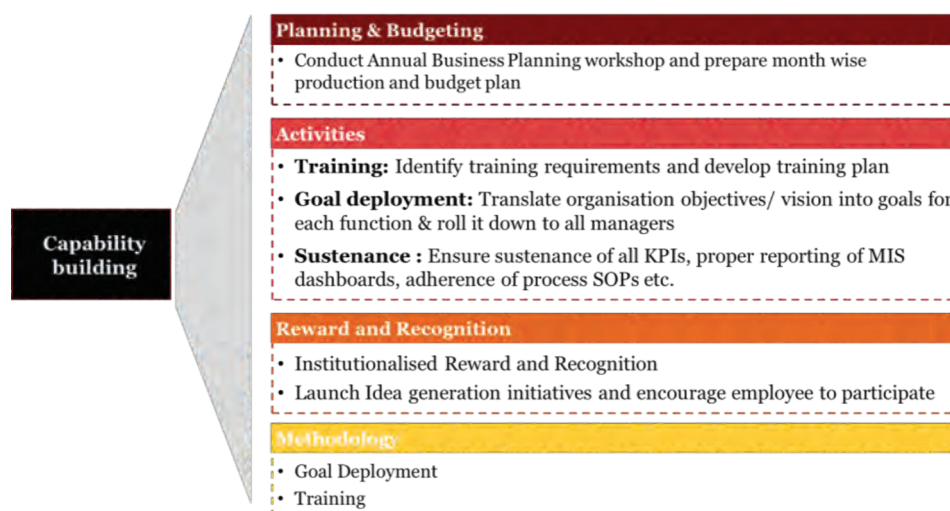 Planning & Budgeting
• Conduct Annual Business Planning workshop and prepare month wise
production and budget plan
Activities
• Training: Identify training requirements and develop training plan
• Goal deployment: Translate organisation objectives/ vision into goals for
each function & roll it down to all managers
• Sustenance : Ensure sustenance of all KPIs, proper reporting of MIS
dashboards, adherence of process SOPs etc.
Capability
building
Reward and Recognition
• Institutionalised Reward and Recognition
• Launch Idea generation initiatives and encourage employee to participate
Methodology
• Goal Deployment
• Training